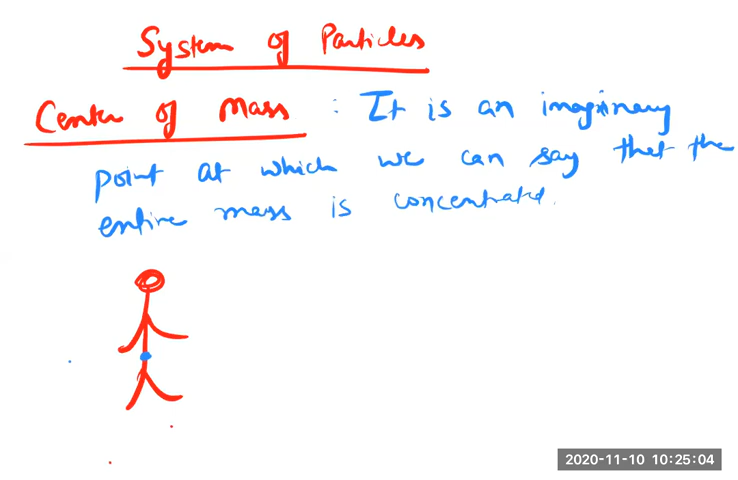 System of Particles
Center of Mass : It is an imaginary
point at which we can say that the
entire mass is concentrated.
2020-11-10 10:25:04